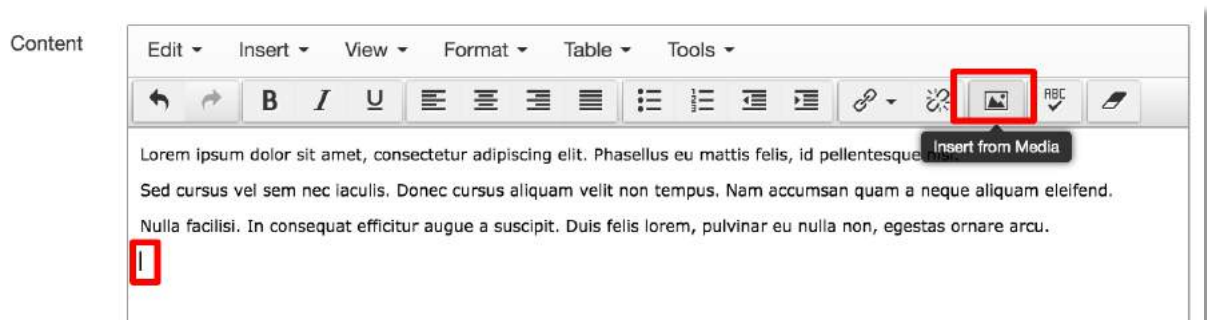 Content
Edit Insert View Format Table Tools
B I U ABC
Insert from Media
Lorem ipsum dolor sit amet, consectetur adipiscing elit. Phasellus eu mattis felis, id pellentesque
Sed cursus vel sem nec iaculis. Donec cursus aliquam velit non tempus. Nam accumsan quam a neque aliquam eleifend.
Nulla facilisi. In consequat efficitur augue a suscipit. Duis felis lorem, pulvinar eu nulla non, egestas ornare arcu.